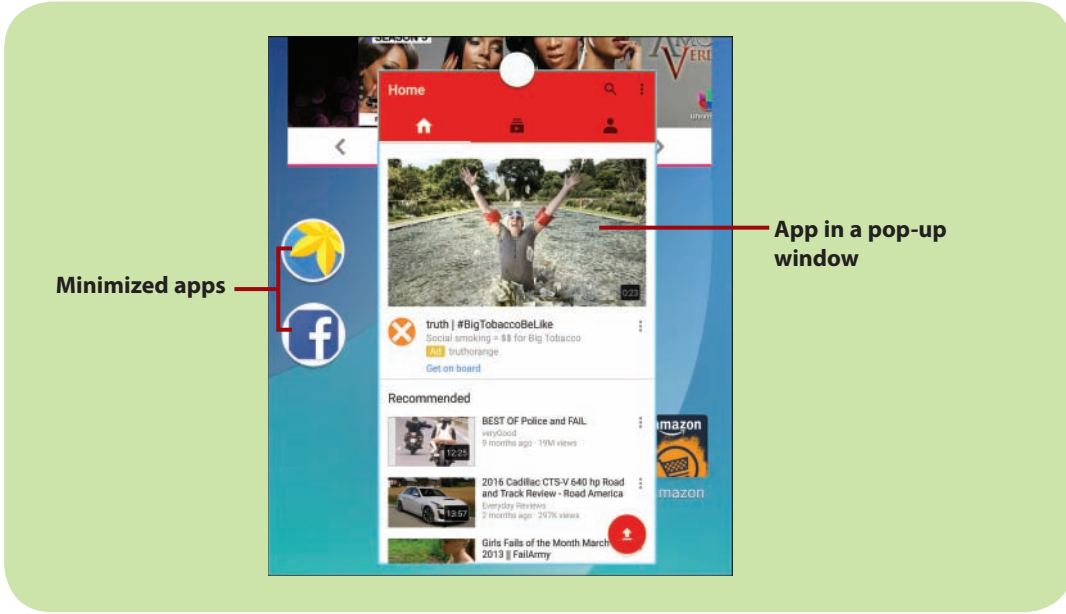 SEASON 5
Home
0:23
truth | #BigTobaccoBeLike
Social smoking = $$ for Big Tobacco
Ad truthorange
Get on board
Recommended
BEST OF Police and FAIL
veryGood
9 months ago · 19M views
12:25
2016 Cadillac CTS-V 640 hp Road
and Track Review - Road America
Everyday Reviews
2 months ago · 297K views
13:57
Girls Fails of the Month March
2013 || FailArmy
mazon
mazon
Minimized apps
App in a pop-up
window